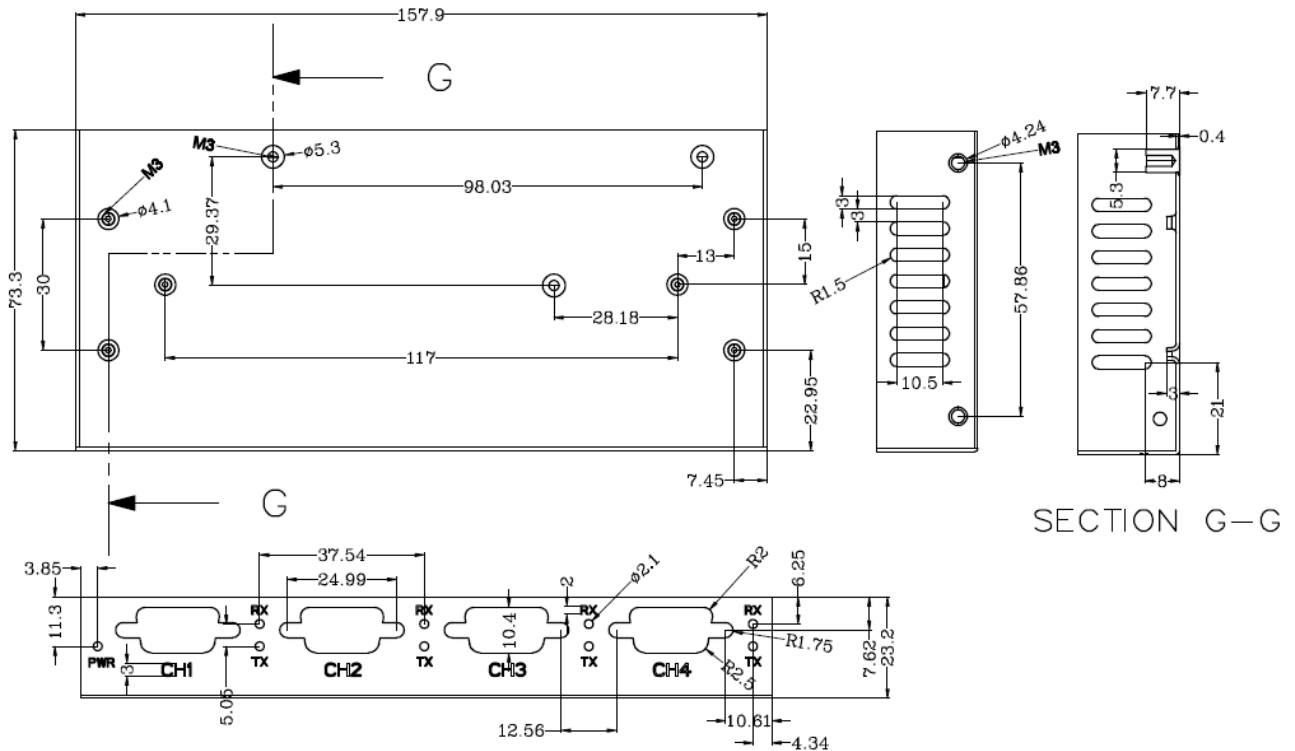 157.9
G
M3
φ5.3
M3
φ4.1
98.03
29.37
30
73.3
13
15
28.18
117
22.95
7.45
G
φ4.24
M3
3
3
R1.5
57.86
10.5
7.7
0.4
5.3
3
21
8
SECTION G-G
3.85
11.3
37.54
24.99
2
φ2.1
R2
6.25
RX
RX
RX
RX
10.4
R1.75
7.62
23.2
PWR
TX
TX
TX
TX
3
CH1
CH2
CH3
CH4
R2.5
5.05
12.56
10.61
4.34